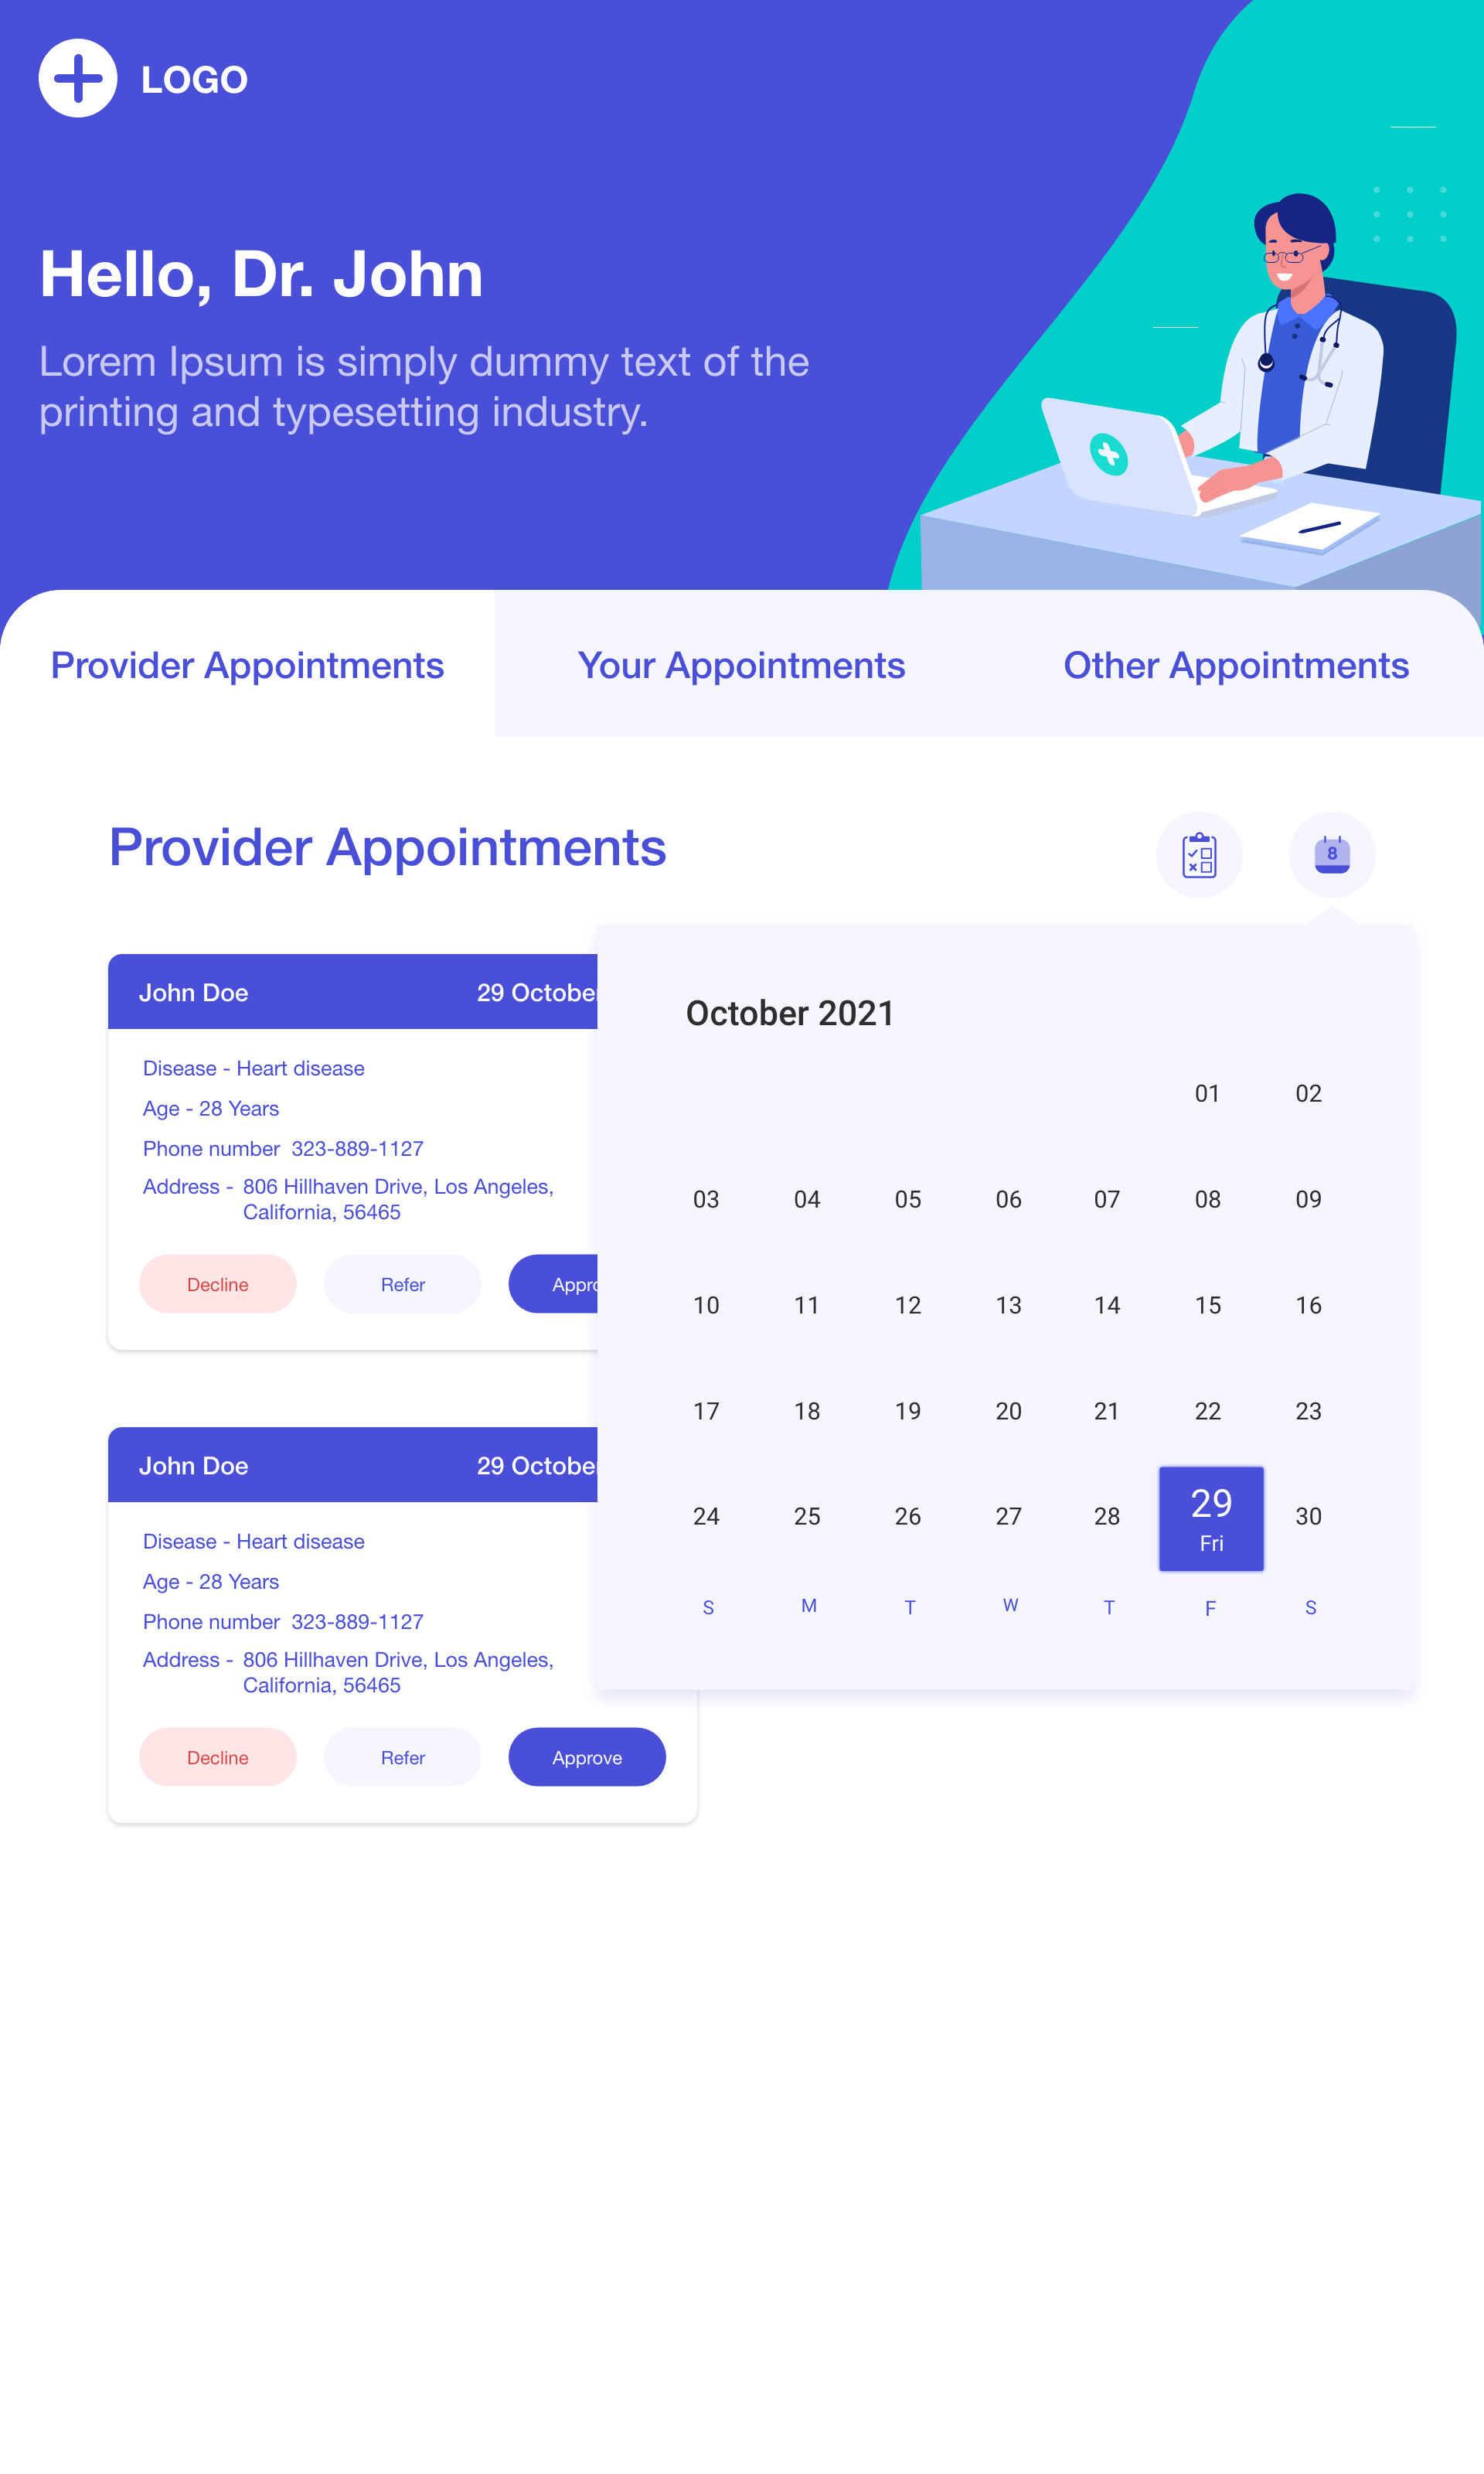 LOGO
Hello, Dr. John
Lorem Ipsum is simply dummy text of the
printing and typesetting industry.
Provider Appointments
Your Appointments
Other Appointments
Provider Appointments
8
John Doe
29 October
Disease - Heart disease
Age - 28 Years
Phone number 323-889-1127
Address - 806 Hillhaven Drive, Los Angeles,
California, 56465
Decline
Refer
Appro
John Doe
29 October
Disease - Heart disease
Age - 28 Years
Phone number 323-889-1127
Address - 806 Hillhaven Drive, Los Angeles,
California, 56465
Decline
Refer
Approve
October 2021
01 02
03 04 05 06 07 08 09
10 11 12 13 14 15 16
17 18 19 20 21 22 23
24 25 26 27 28 29 30
Fri
S M T W T F S